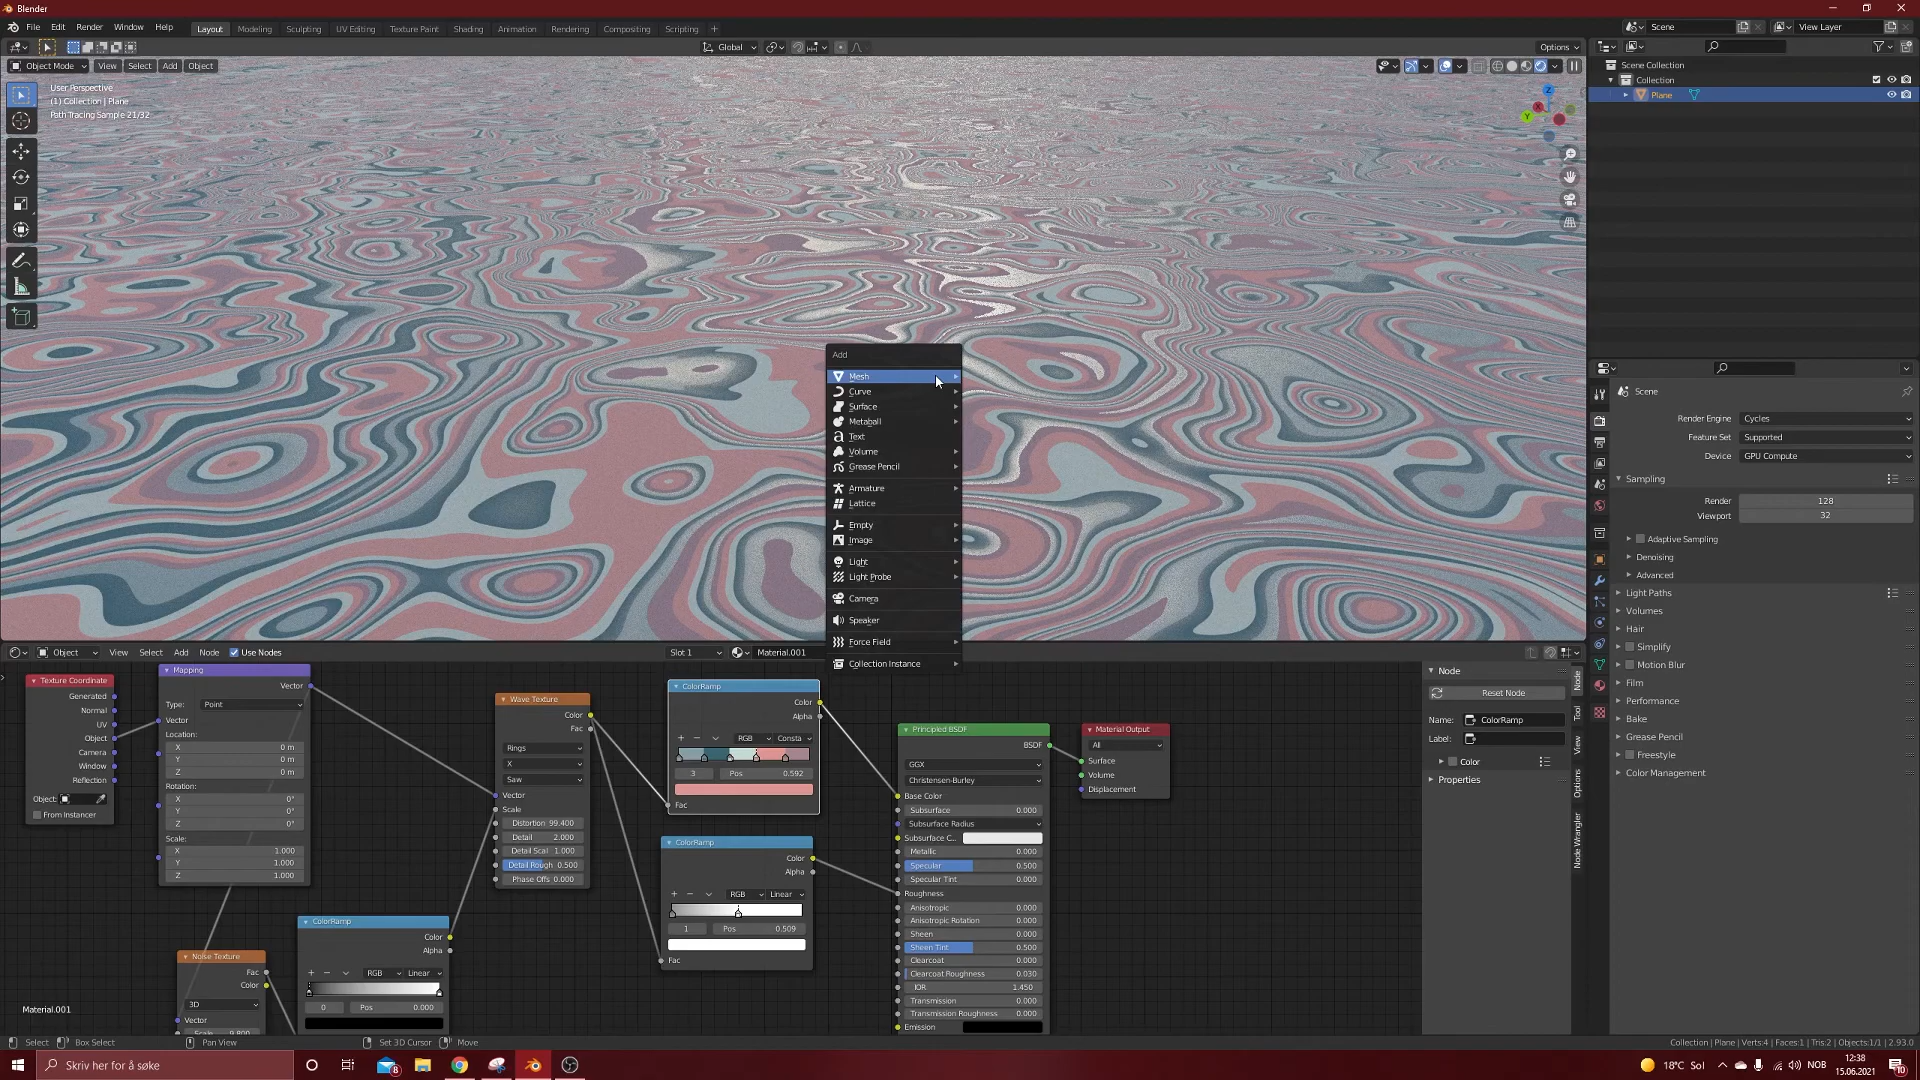 Blender
File Edit Render Window Help
Layout Modeling Sculpting UV Editing Texture Paint Shading Animation Rendering Compositing Scripting +
Scene
View Layer
Global
Options
Object Mode View Select Add Object
User Perspective
(1) Collection | Plane
Path Tracing Sample 21/32
Z
X
Y
Scene Collection
Collection
Plane
Add
Mesh
Curve
Surface
Metaball
Text
Volume
Grease Pencil
Armature
Lattice
Empty
Image
Light
Light Probe
Camera
Speaker
Force Field
Collection Instance
Scene
Render Engine Cycles
Feature Set Supported
Device GPU Compute
Sampling
Render 128
Viewport 32
Adaptive Sampling
Denoising
Advanced
Light Paths
Volumes
Hair
Simplify
Motion Blur
Film
Performance
Bake
Grease Pencil
Freestyle
Color Management
Object View Select Add Node Use Nodes
Slot 1
Material.001
Texture Coordinate
Generated
Normal
UV
Object
Camera
Window
Reflection
Object:
From Instancer
Mapping
Vector
Type: Point
Vector
Location:
X 0 m
Y 0 m
Z 0 m
Rotation:
X 0°
Y 0°
Z 0°
Scale:
X 1.000
Y 1.000
Z 1.000
Noise Texture
Fac
Color
3D
Vector
Scale 9.800
ColorRamp
Color
Alpha
RGB Linear
0 Pos 0.000
Wave Texture
Color
Fac
Rings
X
Saw
Vector
Scale
Distortion 99.400
Detail 2.000
Detail Scal 1.000
Detail Rough 0.500
Phase Offs 0.000
ColorRamp
Color
Alpha
RGB Consta
3 Pos 0.592
Fac
ColorRamp
Color
Alpha
RGB Linear
1 Pos 0.509
Fac
Principled BSDF
BSDF
GGX
Christensen-Burley
Base Color
Subsurface 0.000
Subsurface Radius
Subsurface C..
Metallic 0.000
Specular 0.500
Specular Tint 0.000
Roughness
Anisotropic 0.000
Anisotropic Rotation 0.000
Sheen 0.000
Sheen Tint 0.500
Clearcoat 0.000
Clearcoat Roughness 0.030
IOR 1.450
Transmission 0.000
Transmission Roughness 0.000
Emission
Material Output
All
Surface
Volume
Displacement
Node
Reset Node
Name: ColorRamp
Label:
Color
Properties
Node
Tool
View
Options
Node Wrangler
Material.001
Select Box Select Pan View Set 3D Cursor Move
Collection | Plane | Verts:4 | Faces:1 | Tris:2 | Objects:1/1 | 2.93.0
Skriv her for å søke
8
18°C Sol
NOB
12:38
15.06.2021
10